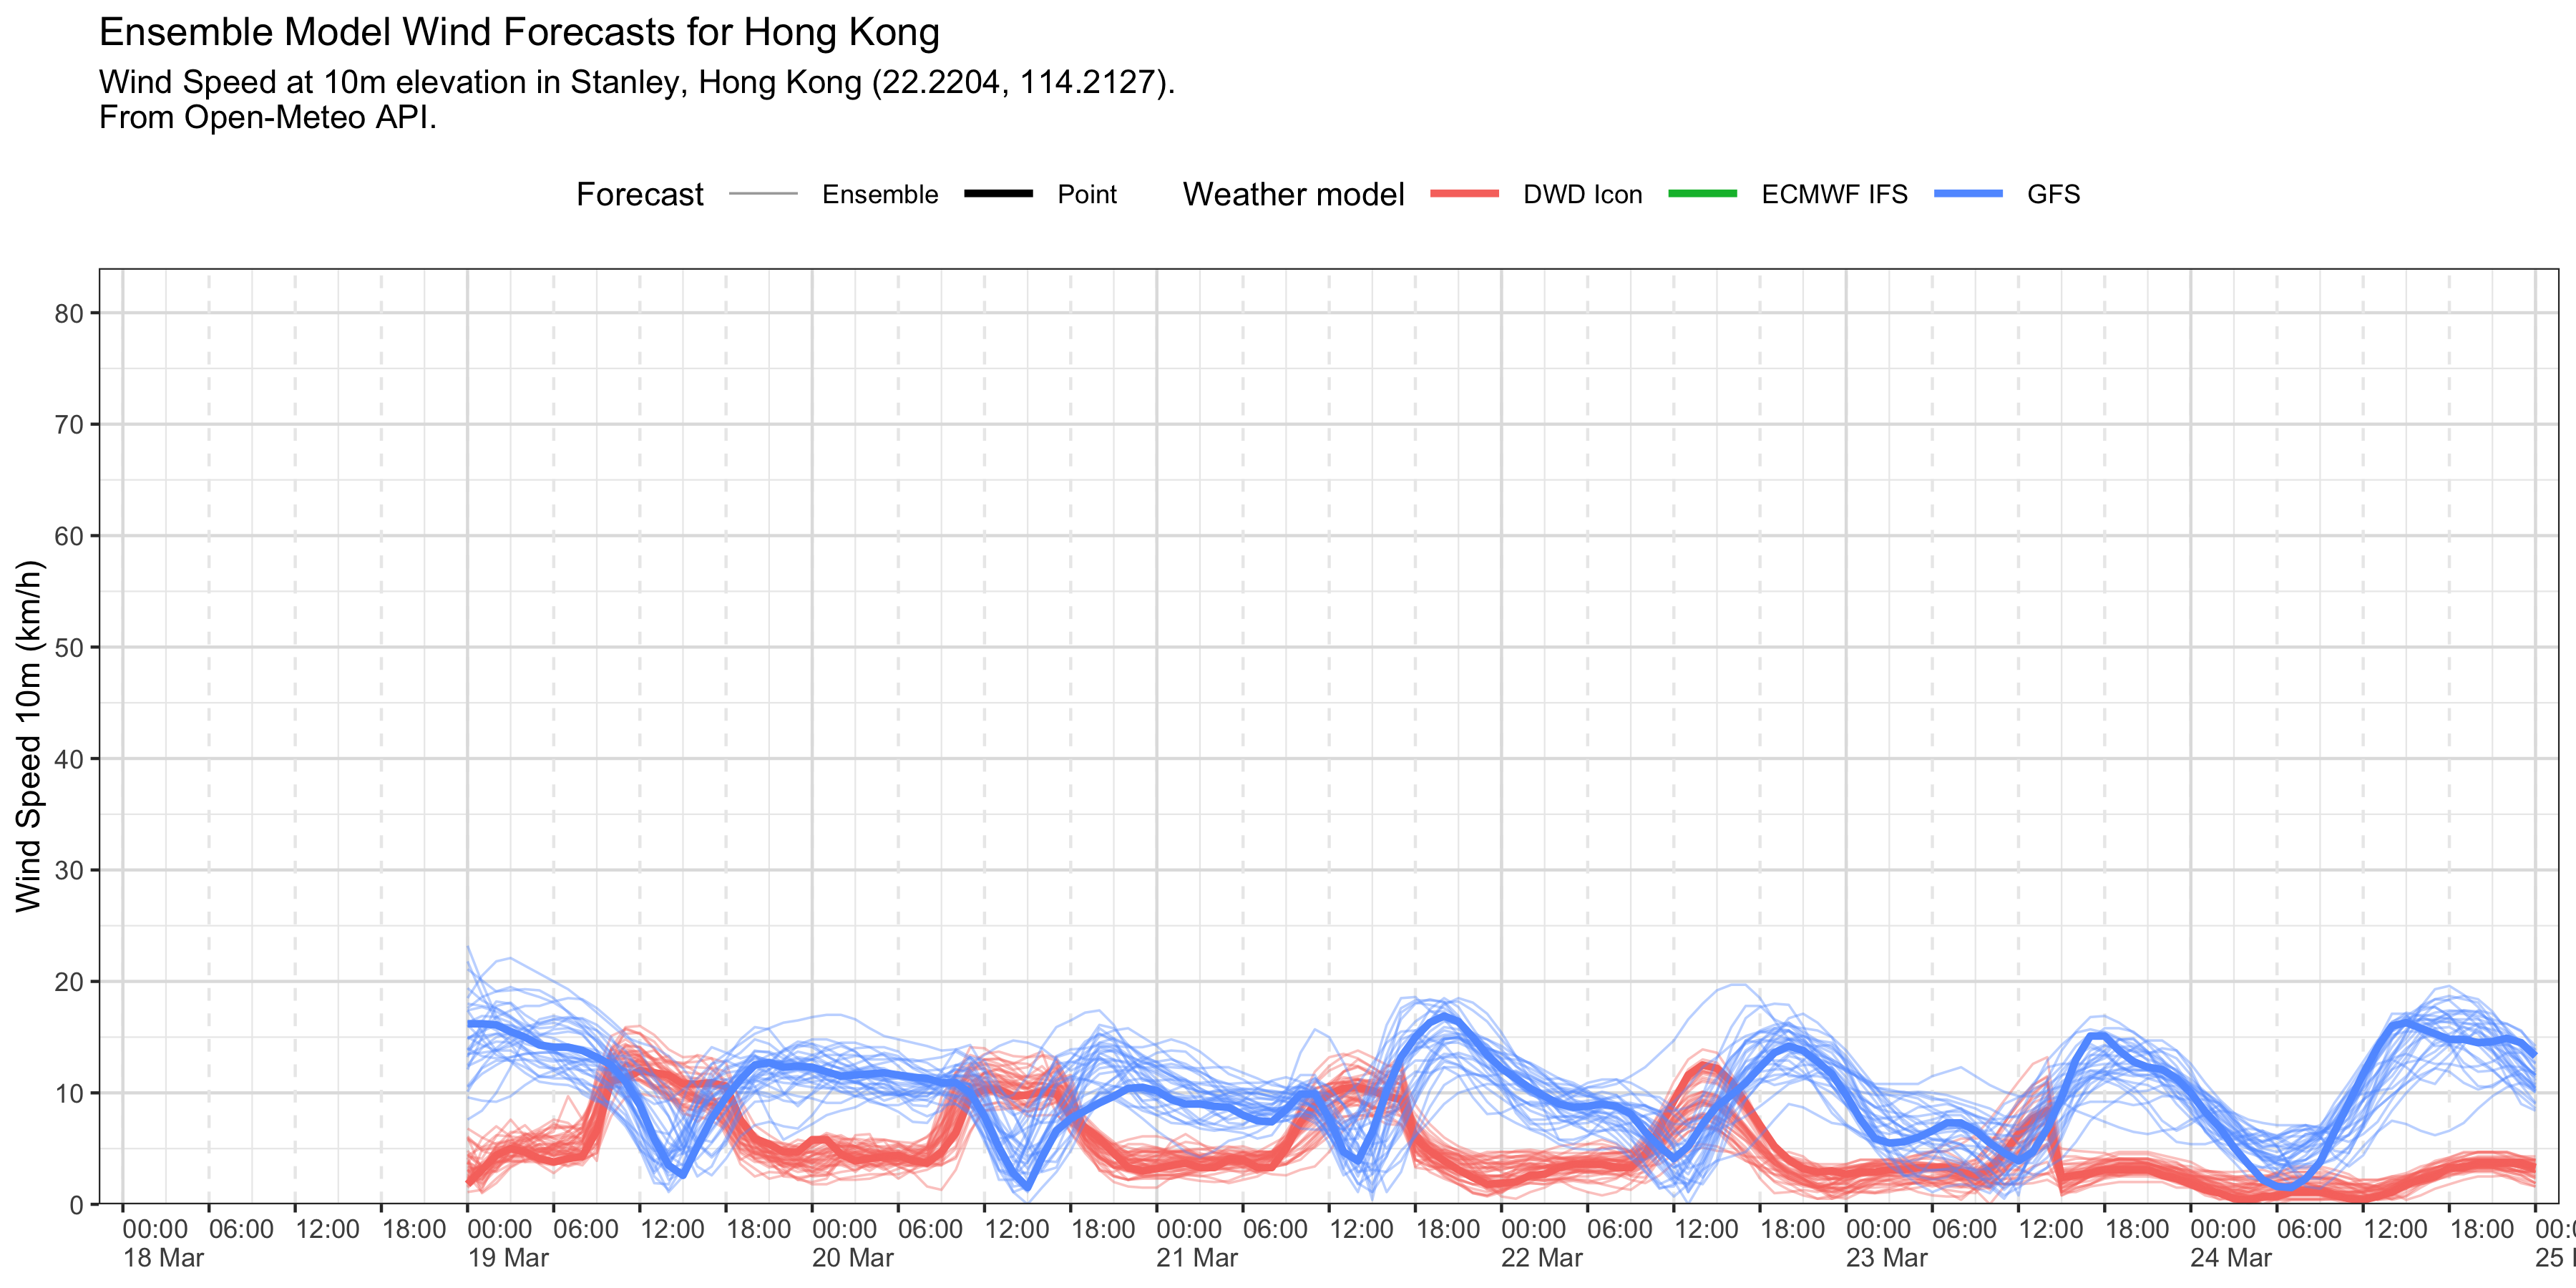 Ensemble Model Wind Forecasts for Hong Kong
Wind Speed at 10m elevation in Stanley, Hong Kong (22.2204, 114.2127).
From Open-Meteo API.
Forecast Ensemble Point Weather model DWD Icon ECMWF IFS GFS
Wind Speed 10m (km/h)
80
70
60
50
40
30
20
10
0
00:00 06:00 12:00 18:00 00:00 06:00 12:00 18:00 00:00 06:00 12:00 18:00 00:00 06:00 12:00 18:00 00:00 06:00 12:00 18:00 00:00 06:00 12:00 18:00 00:00 06:00 12:00 18:00
18 Mar 19 Mar 20 Mar 21 Mar 22 Mar 23 Mar 24 Mar 25